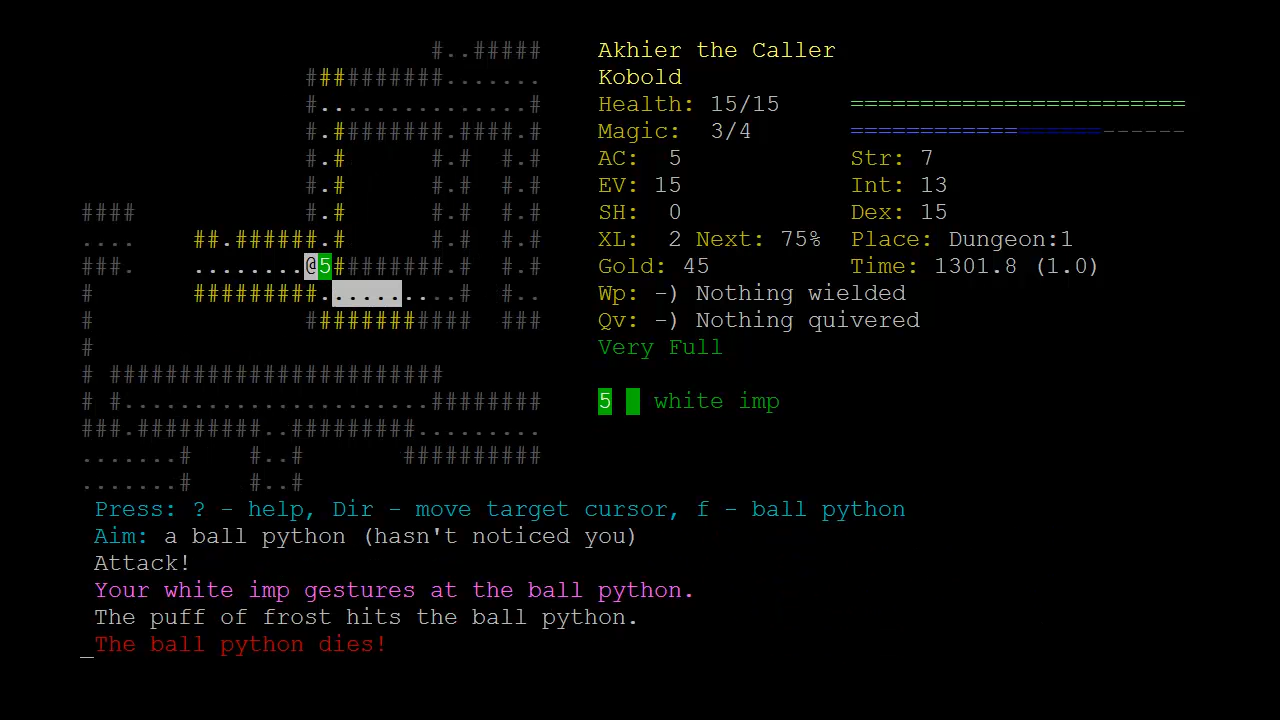 #..#####
Akhier the Caller
##########.......
Kobold
#...............#
Health: 15/15 ========================
#.########.####.#
Magic: 3/4 ==================------
#.# #.# #.#
AC: 5 Str: 7
#.# #.# #.#
EV: 15 Int: 13
#### #.# #.# #.#
SH: 0 Dex: 15
.... ##.######.# #.# #.#
XL: 2 Next: 75% Place: Dungeon:1
###. ........@5########.# #.#
Gold: 45 Time: 1301.8 (1.0)
# #########..........# #..
Wp: -) Nothing wielded
# ############ ###
Qv: -) Nothing quivered
#
Very Full
# ########################
# #......................########
5 white imp
###.#########..#########.........
.......# #..# ##########
.......# #..#
Press: ? - help, Dir - move target cursor, f - ball python
Aim: a ball python (hasn't noticed you)
Attack!
Your white imp gestures at the ball python.
The puff of frost hits the ball python.
_The ball python dies!